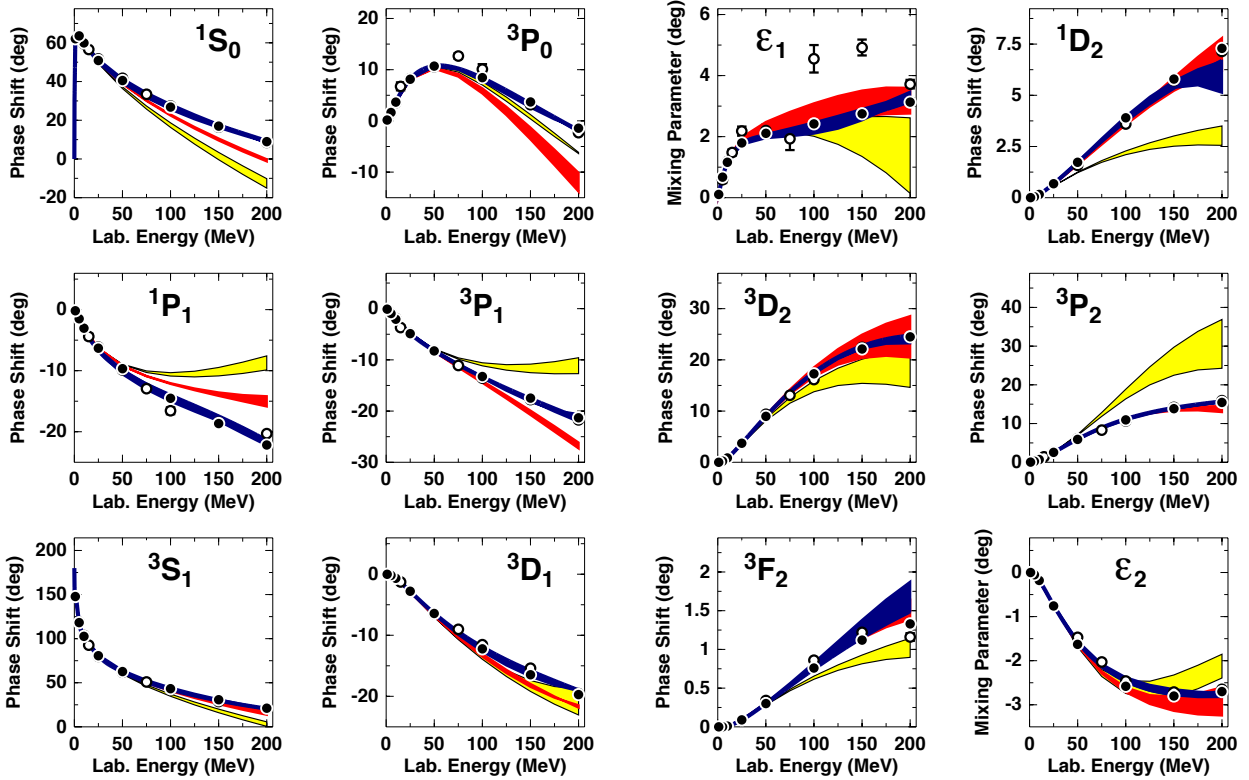 ¹S₀
Phase Shift (deg)
60
40
20
0
-20
0 50 100 150 200
Lab. Energy (MeV)
³P₀
Phase Shift (deg)
10
0
-10
0 50 100 150 200
Lab. Energy (MeV)
ε₁
Mixing Parameter (deg)
6
4
2
0
0 50 100 150 200
Lab. Energy (MeV)
¹D₂
Phase Shift (deg)
7.5
5
2.5
0
0 50 100 150 200
Lab. Energy (MeV)
¹P₁
Phase Shift (deg)
0
-10
-20
0 50 100 150 200
Lab. Energy (MeV)
³P₁
Phase Shift (deg)
0
-10
-20
-30
0 50 100 150 200
Lab. Energy (MeV)
³D₂
Phase Shift (deg)
30
20
10
0
0 50 100 150 200
Lab. Energy (MeV)
³P₂
Phase Shift (deg)
40
30
20
10
0
0 50 100 150 200
Lab. Energy (MeV)
³S₁
Phase Shift (deg)
200
150
100
50
0
0 50 100 150 200
Lab. Energy (MeV)
³D₁
Phase Shift (deg)
0
-10
-20
0 50 100 150 200
Lab. Energy (MeV)
³F₂
Phase Shift (deg)
2
1.5
1
0.5
0
0 50 100 150 200
Lab. Energy (MeV)
ε₂
Mixing Parameter (deg)
0
-1
-2
-3
0 50 100 150 200
Lab. Energy (MeV)